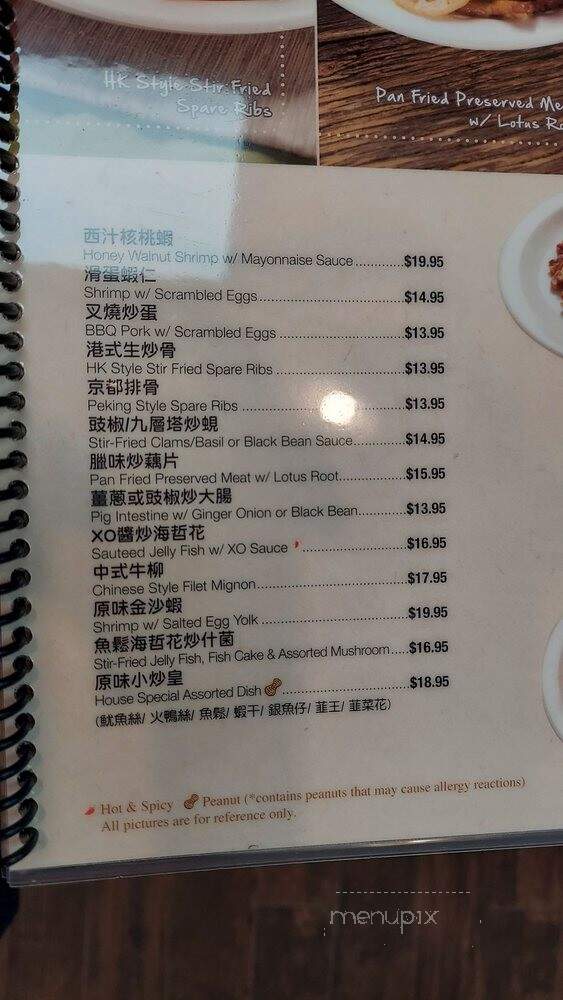 HK Style Stir Fried
Spare Ribs
Pan Fried Preserved Me
w/ Lotus Ro
西汁核桃蝦
Honey Walnut Shrimp w/ Mayonnaise Sauce............$19.95
滑蛋蝦仁
Shrimp w/ Scrambled Eggs....................................$14.95
叉燒炒蛋
BBQ Pork w/ Scrambled Eggs ...............................$13.95
港式生炒骨
HK Style Stir Fried Spare Ribs ................................$13.95
京都排骨
Peking Style Spare Ribs .........................................$13.95
豉椒/九層塔炒蜆
Stir-Fried Clams/Basil or Black Bean Sauce.............$14.95
臘味炒藕片
Pan Fried Preserved Meat w/ Lotus Root................$15.95
薑蔥或豉椒炒大腸
Pig Intestine w/ Ginger Onion or Black Bean............$13.95
XO醬炒海哲花
Sauteed Jelly Fish w/ XO Sauce ..........................$16.95
中式牛柳
Chinese Style Filet Mignon......................................$17.95
原味金沙蝦
Shrimp w/ Salted Egg Yolk .....................................$19.95
魚鬆海哲花炒什菌
Stir-Fried Jelly Fish, Fish Cake & Assorted Mushroom.....$16.95
原味小炒皇
House Special Assorted Dish ................................$18.95
(魷魚絲/ 火鴨絲/ 魚鬆/ 蝦干/ 銀魚仔/ 韮王/ 韮菜花)
Hot & Spicy Peanut (*contains peanuts that may cause allergy reactions)
All pictures are for reference only.
menupix